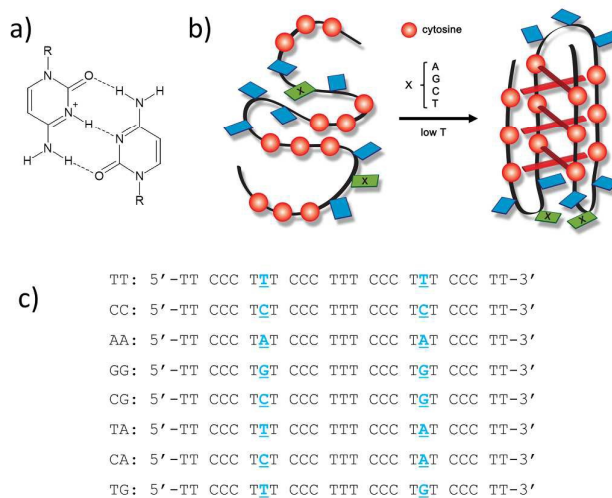 a)
R
N
O
H
N
H
N
+
N
H
H
N
N
H
O
N
R
b)
cytosine
X
A
G
C
T
low T
X
X
X
X
c)
TT: 5’-TT CCC TTT CCC TTT CCC TTT CCC TT-3’
CC: 5’-TT CCC TCT CCC TTT CCC TCT CCC TT-3’
AA: 5’-TT CCC TAT CCC TTT CCC TAT CCC TT-3’
GG: 5’-TT CCC TGT CCC TTT CCC TGT CCC TT-3’
CG: 5’-TT CCC TCT CCC TTT CCC TGT CCC TT-3’
TA: 5’-TT CCC TTT CCC TTT CCC TAT CCC TT-3’
CA: 5’-TT CCC TCT CCC TTT CCC TAT CCC TT-3’
TG: 5’-TT CCC TTT CCC TTT CCC TGT CCC TT-3’